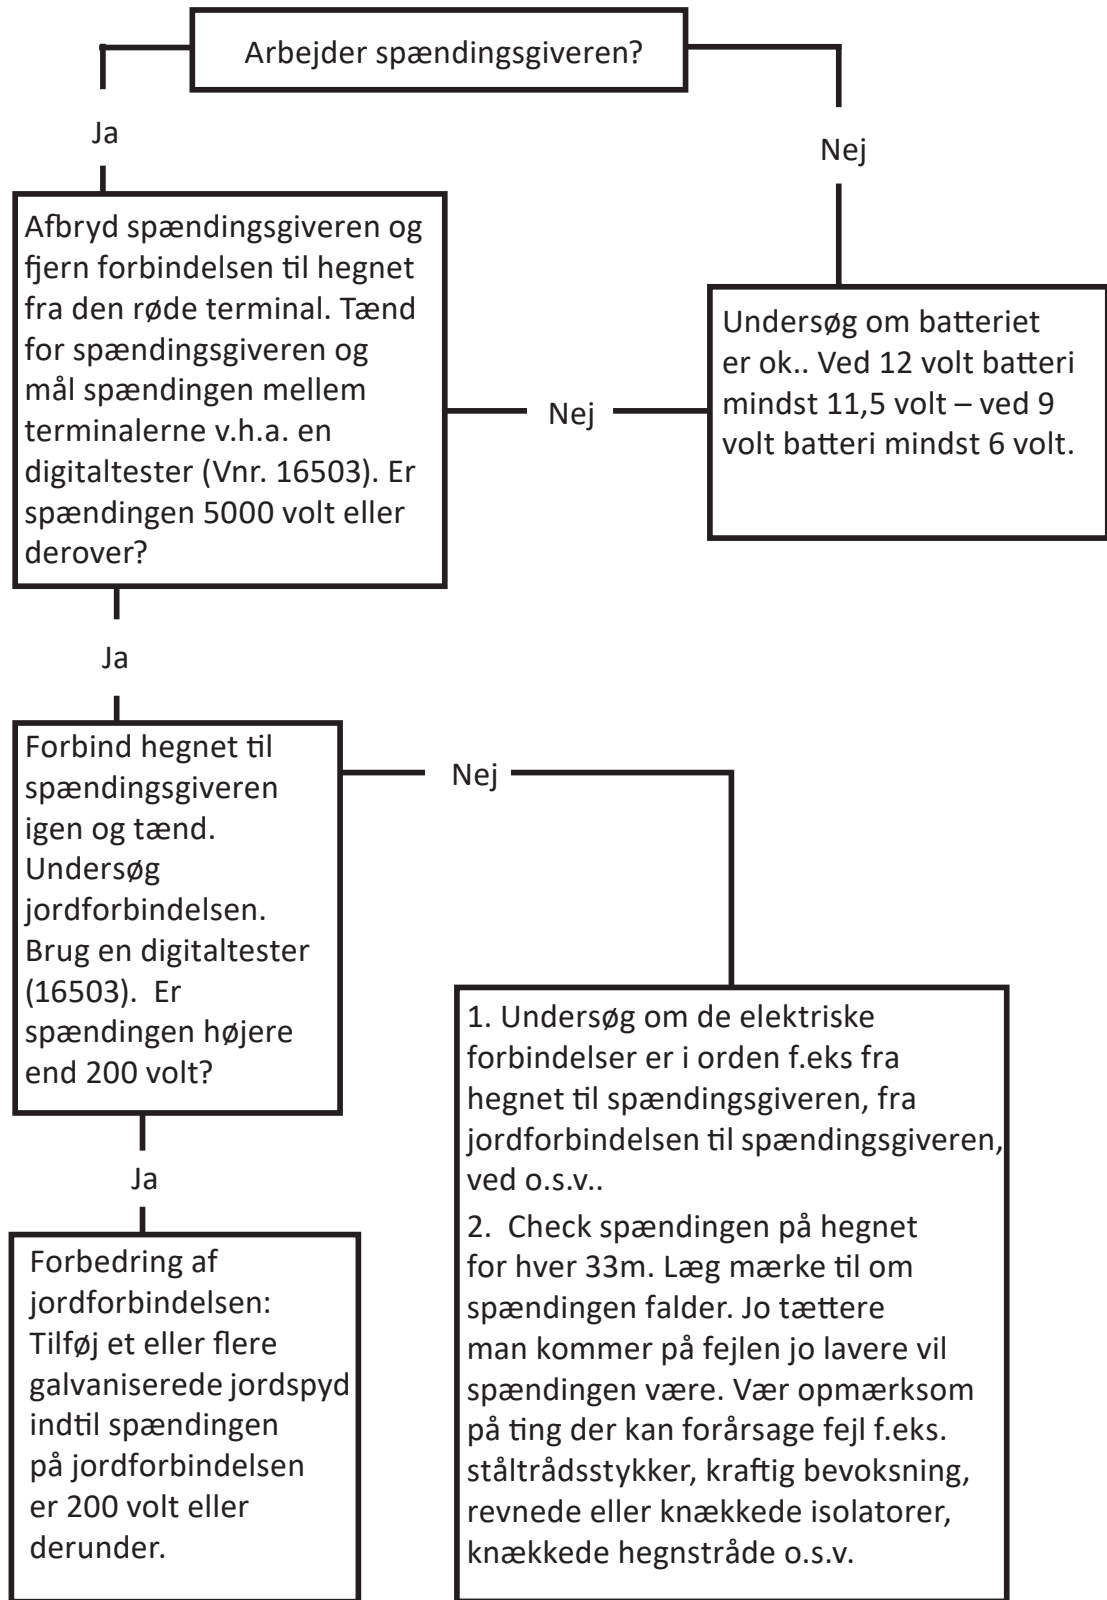 Arbejder spændingsgiveren?
Ja
Nej
Afbryd spændingsgiveren og
fjern forbindelsen til hegnet
fra den røde terminal. Tænd
for spændingsgiveren og
mål spændingen mellem
terminalerne v.h.a. en
digitaltester (Vnr. 16503). Er
spændingen 5000 volt eller
derover?
Nej
Undersøg om batteriet
er ok.. Ved 12 volt batteri
mindst 11,5 volt – ved 9
volt batteri mindst 6 volt.
Ja
Forbind hegnet til
spændingsgiveren
igen og tænd.
Undersøg
jordforbindelsen.
Brug en digitaltester
(16503).  Er
spændingen højere
end 200 volt?
Nej
1. Undersøg om de elektriske
forbindelser er i orden f.eks fra
hegnet til spændingsgiveren, fra
jordforbindelsen til spændingsgiveren,
ved o.s.v..
2.  Check spændingen på hegnet
for hver 33m. Læg mærke til om
spændingen falder. Jo tættere
man kommer på fejlen jo lavere vil
spændingen være. Vær opmærksom
på ting der kan forårsage fejl f.eks.
ståltrådsstykker, kraftig bevoksning,
revnede eller knækkede isolatorer,
knækkede hegnstråde o.s.v.
Ja
Forbedring af
jordforbindelsen:
Tilføj et eller flere
galvaniserede jordspyd
indtil spændingen
på jordforbindelsen
er 200 volt eller
derunder.